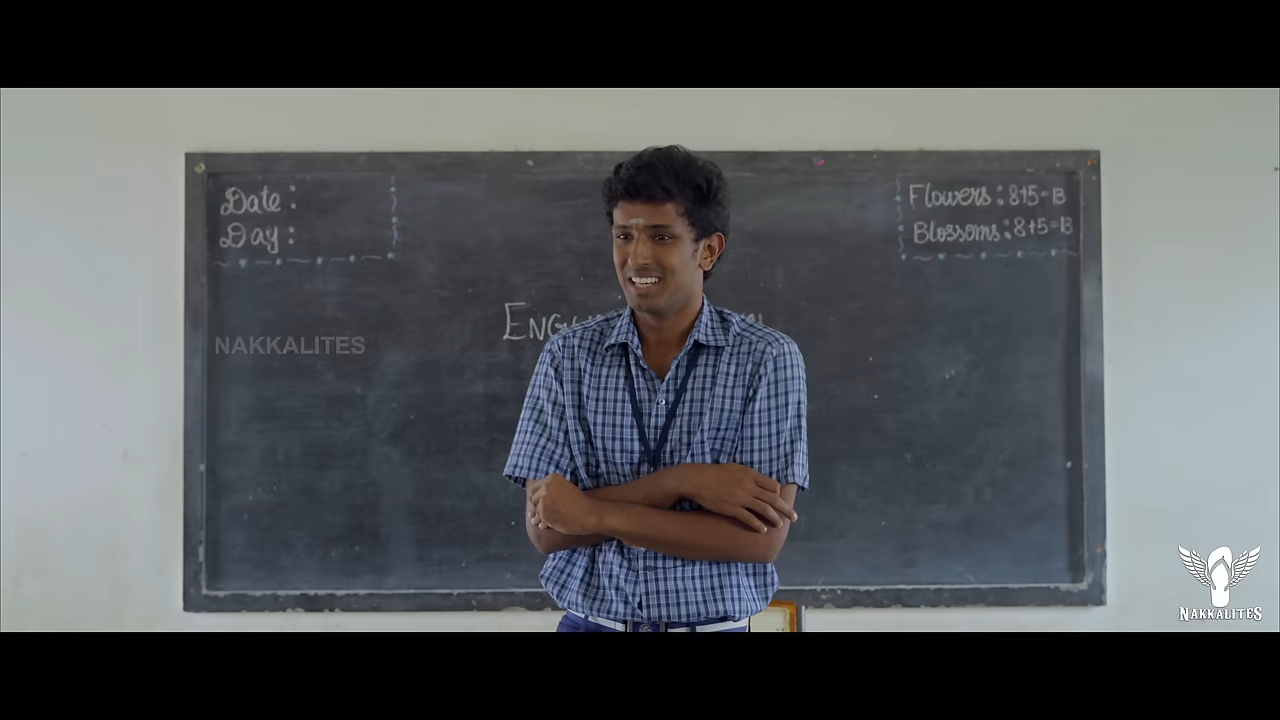 Date :
Day :
Flowers : 8+5=13
Blossoms : 8+5=13
NAKKALITES
NAKKALITES